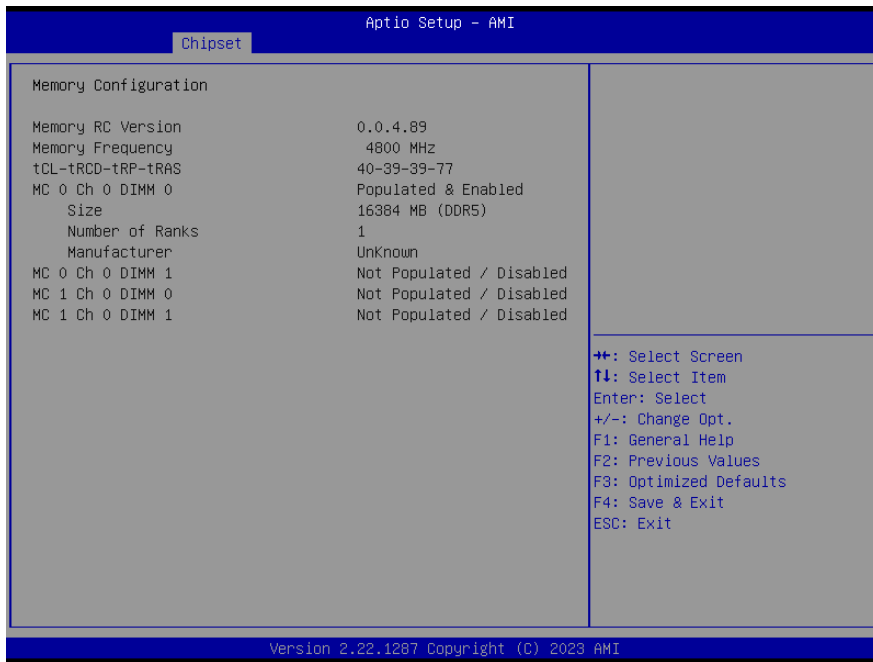 Aptio Setup – AMI
Chipset
Memory Configuration
Memory RC Version 0.0.4.89
Memory Frequency 4800 MHz
tCL-tRCD-tRP-tRAS 40-39-39-77
MC 0 Ch 0 DIMM 0 Populated & Enabled
Size 16384 MB (DDR5)
Number of Ranks 1
Manufacturer UnKnown
MC 0 Ch 0 DIMM 1 Not Populated / Disabled
MC 1 Ch 0 DIMM 0 Not Populated / Disabled
MC 1 Ch 0 DIMM 1 Not Populated / Disabled
→←: Select Screen
↑↓: Select Item
Enter: Select
+/-: Change Opt.
F1: General Help
F2: Previous Values
F3: Optimized Defaults
F4: Save & Exit
ESC: Exit
Version 2.22.1287 Copyright (C) 2023 AMI